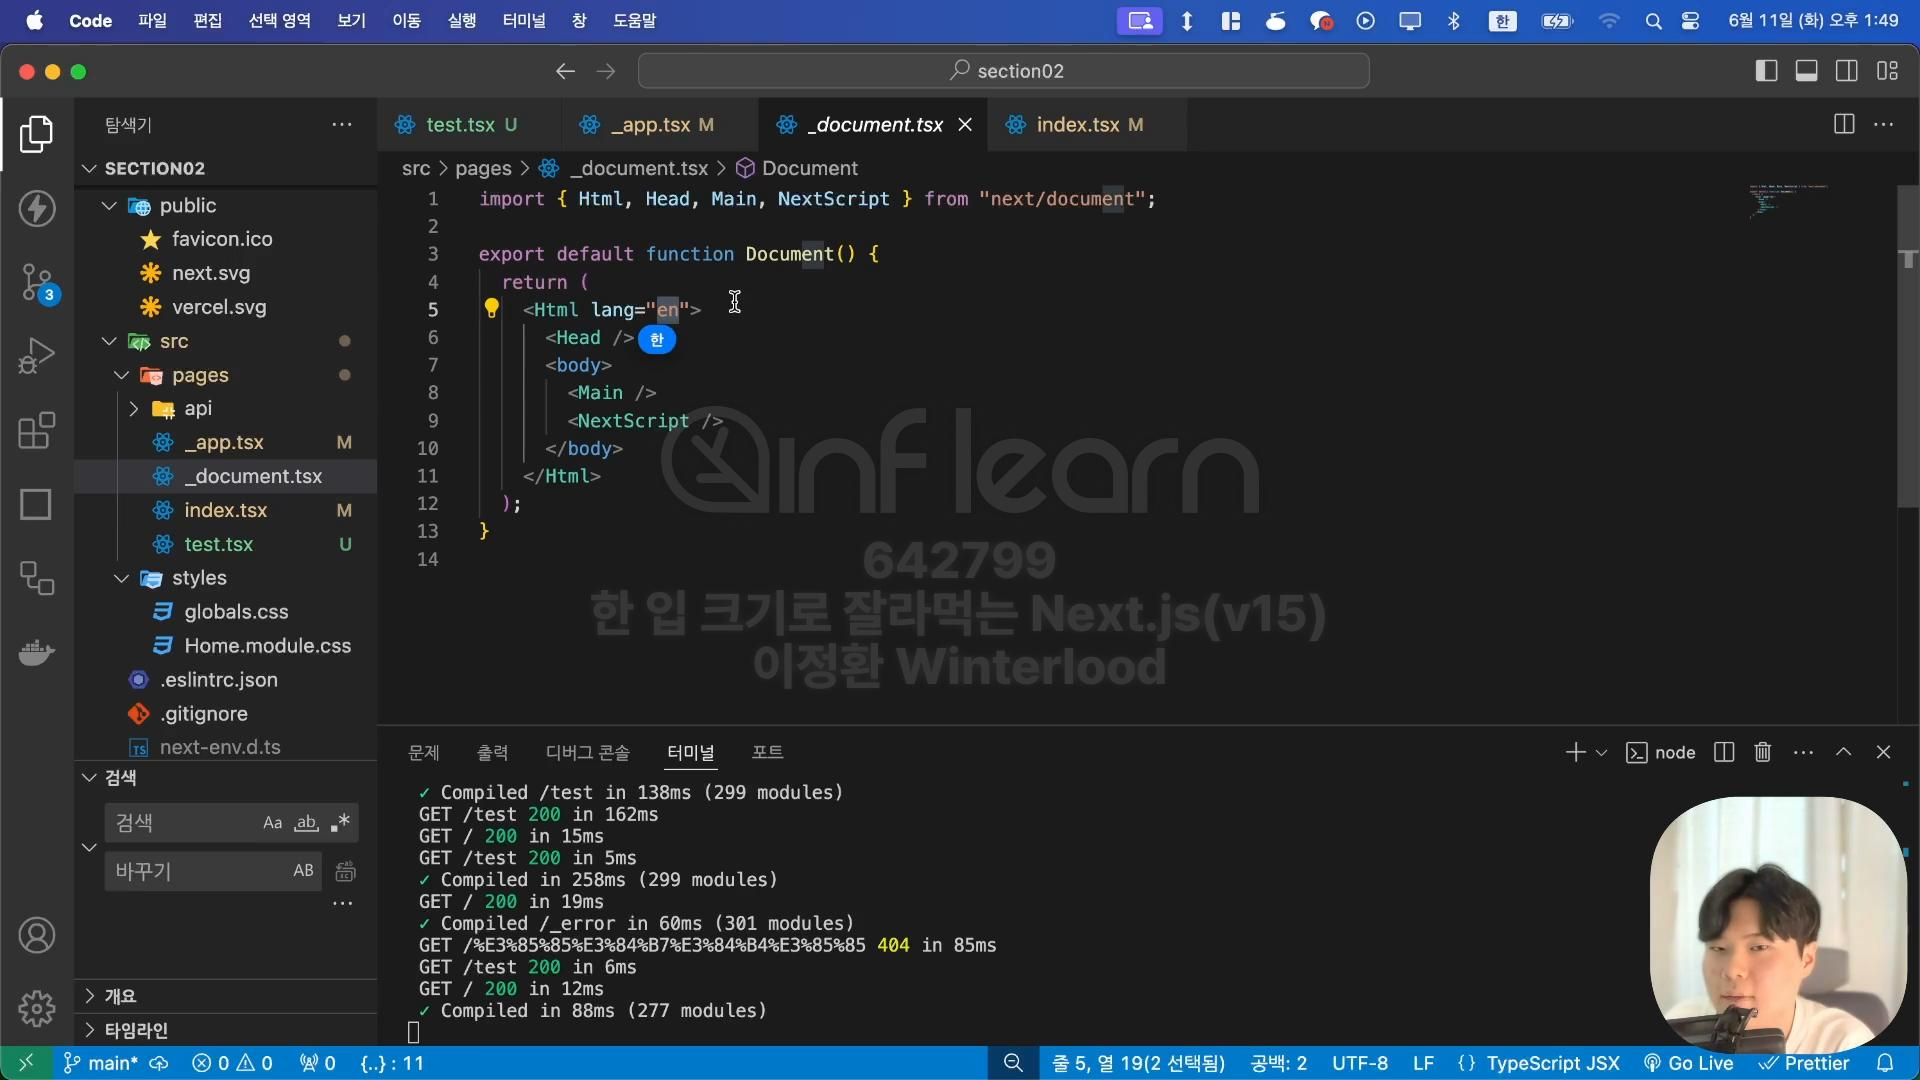 Code 파일 편집 선택 영역 보기 이동 실행 터미널 창 도움말 한 6월 11일 (화) 오후 1:49
section02
탐색기
SECTION02
public
favicon.ico
next.svg
vercel.svg
src
pages
api
_app.tsx M
_document.tsx
index.tsx M
test.tsx U
styles
globals.css
Home.module.css
.eslintrc.json
.gitignore
TS next-env.d.ts
검색
검색 Aa ab .*
바꾸기 AB
개요
타임라인
3
test.tsx U _app.tsx M _document.tsx index.tsx M
src > pages > _document.tsx > Document
1 import { Html, Head, Main, NextScript } from "next/document";
2
3 export default function Document() {
4 return (
5 <Html lang="en">
6 <Head />
한
7 <body>
8 <Main />
9 <NextScript />
10 </body>
11 </Html>
12 );
13 }
14
inflearn
642799
한 입 크기로 잘라먹는 Next.js(v15)
이정환 Winterlood
문제 출력 디버그 콘솔 터미널 포트 node
✓ Compiled /test in 138ms (299 modules)
GET /test 200 in 162ms
GET / 200 in 15ms
GET /test 200 in 5ms
✓ Compiled in 258ms (299 modules)
GET / 200 in 19ms
✓ Compiled /_error in 60ms (301 modules)
GET /%E3%85%85%E3%84%B7%E3%84%B4%E3%85%85 404 in 85ms
GET /test 200 in 6ms
GET / 200 in 12ms
✓ Compiled in 88ms (277 modules)
main* 0 0 0 {..} : 11 줄 5, 열 19(2 선택됨) 공백: 2 UTF-8 LF {} TypeScript JSX Go Live Prettier